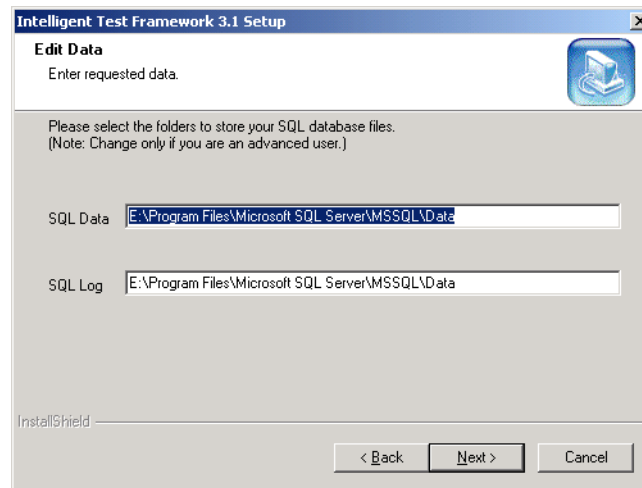 Intelligent Test Framework 3.1 Setup
Edit Data
Enter requested data.
Please select the folders to store your SQL database files.
(Note: Change only if you are an advanced user.)
SQL Data E:\Program Files\Microsoft SQL Server\MSSQL\Data
SQL Log E:\Program Files\Microsoft SQL Server\MSSQL\Data
InstallShield
< Back Next > Cancel